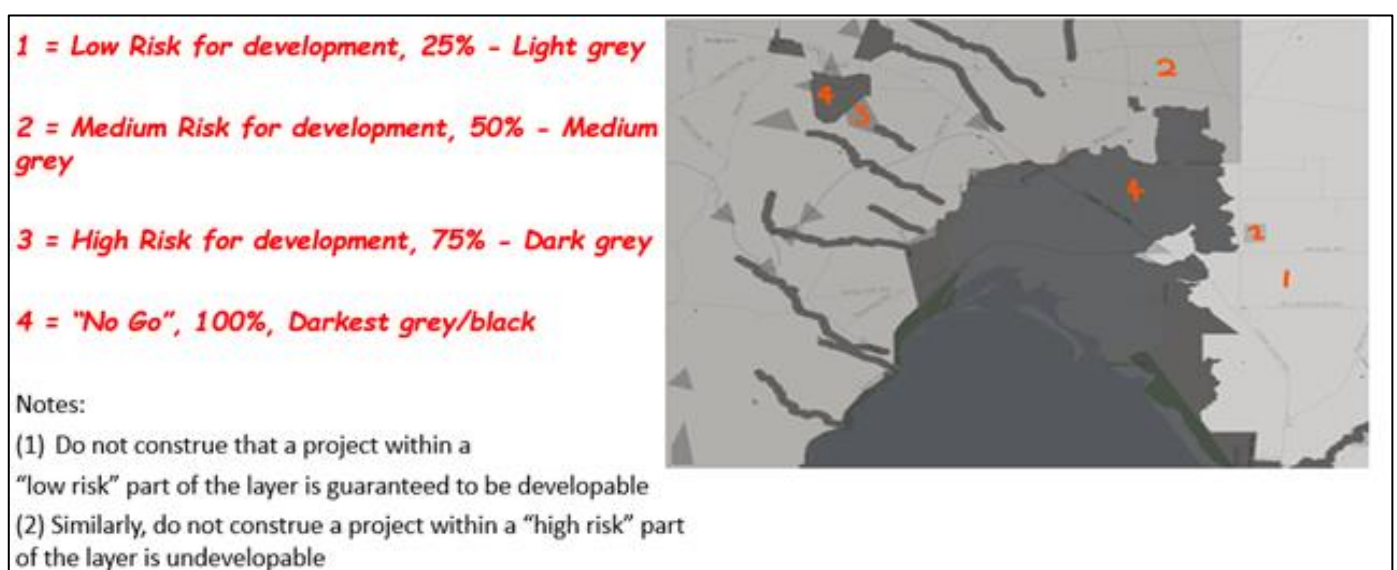 1 = Low Risk for development, 25% - Light grey
2 = Medium Risk for development, 50% - Medium
grey
3 = High Risk for development, 75% - Dark grey
4 = “No Go”, 100%, Darkest grey/black
Notes:
(1) Do not construe that a project within a
“low risk” part of the layer is guaranteed to be developable
(2) Similarly, do not construe a project within a “high risk” part
of the layer is undevelopable
2
4
3
4
2
1